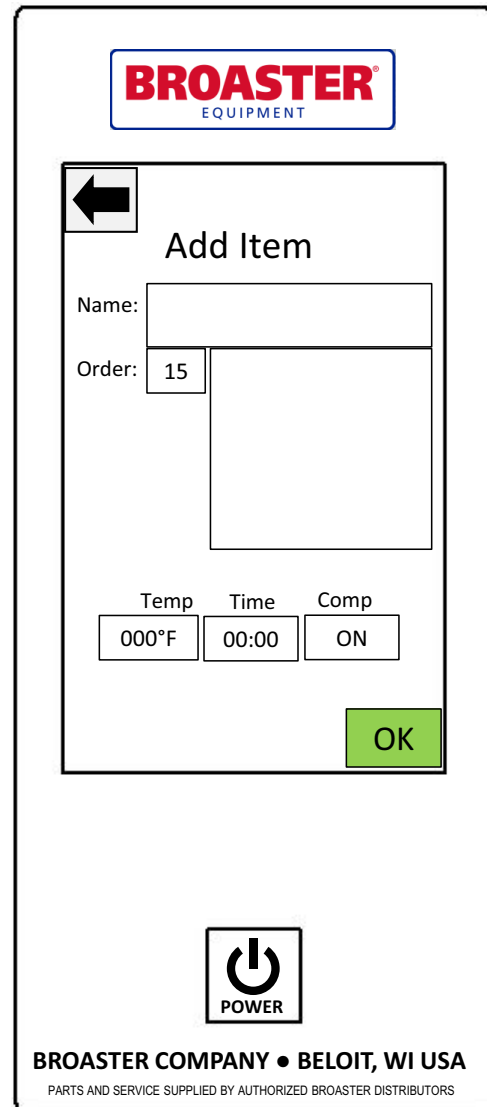 BROASTER®
EQUIPMENT
Add Item
Name:
Order: 15
Temp Time Comp
000°F 00:00 ON
OK
POWER
BROASTER COMPANY ● BELOIT, WI USA
PARTS AND SERVICE SUPPLIED BY AUTHORIZED BROASTER DISTRIBUTORS